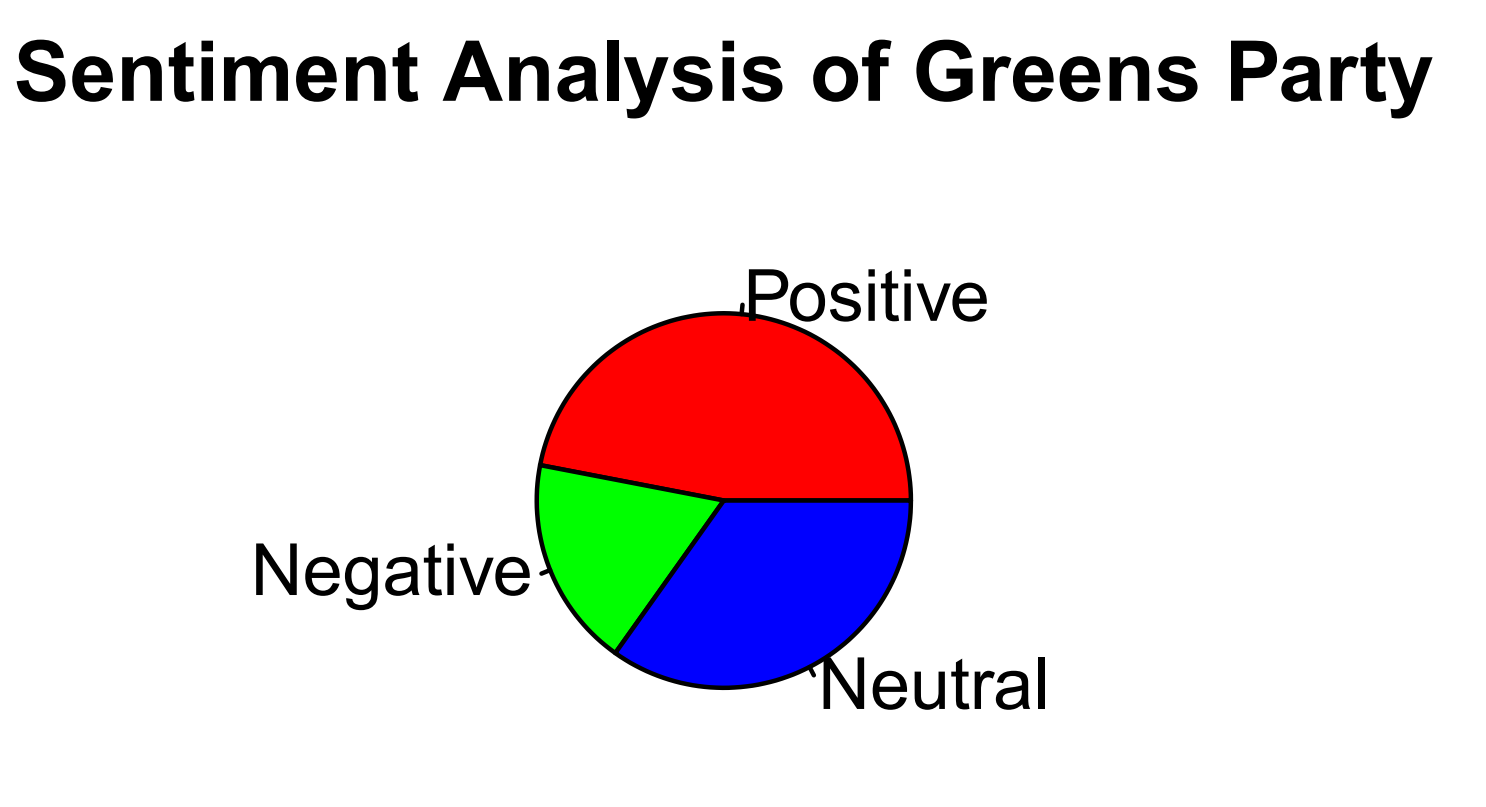 Sentiment Analysis of Greens Party
Positive
Negative
Neutral